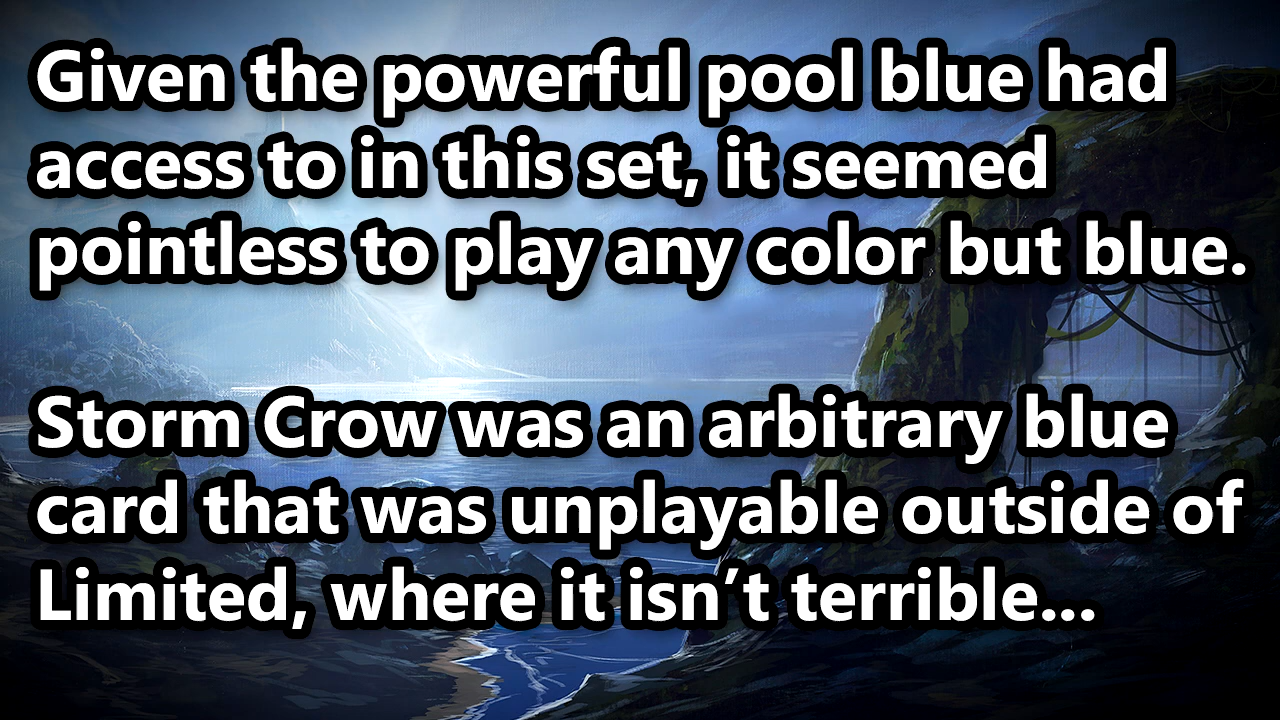 Given the powerful pool blue had
access to in this set, it seemed
pointless to play any color but blue.
Storm Crow was an arbitrary blue
card that was unplayable outside of
Limited, where it isn’t terrible...